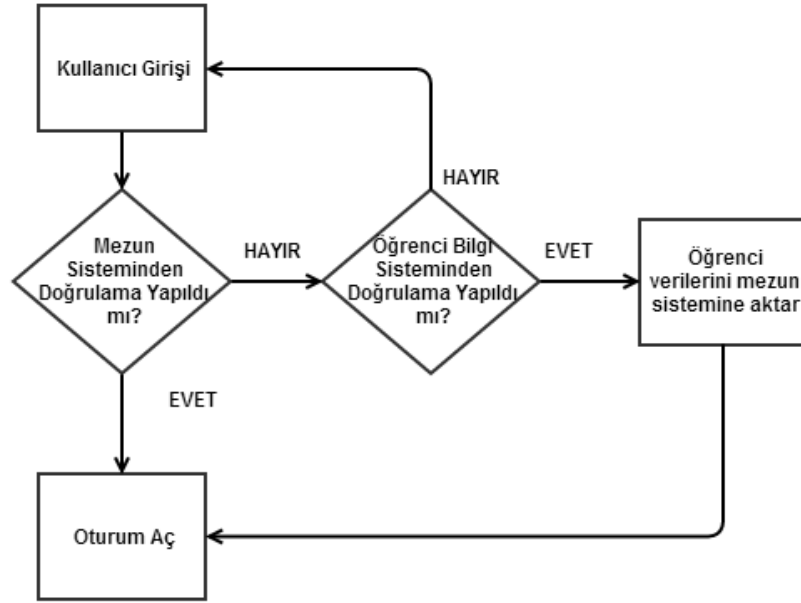 Kullanıcı Girişi
HAYIR
Mezun
Sisteminden
Doğrulama Yapıldı
mı?
HAYIR
Öğrenci Bilgi
Sisteminden
Doğrulama Yapıldı
mı?
EVET
Öğrenci
verilerini mezun
sistemine aktar
EVET
Oturum Aç